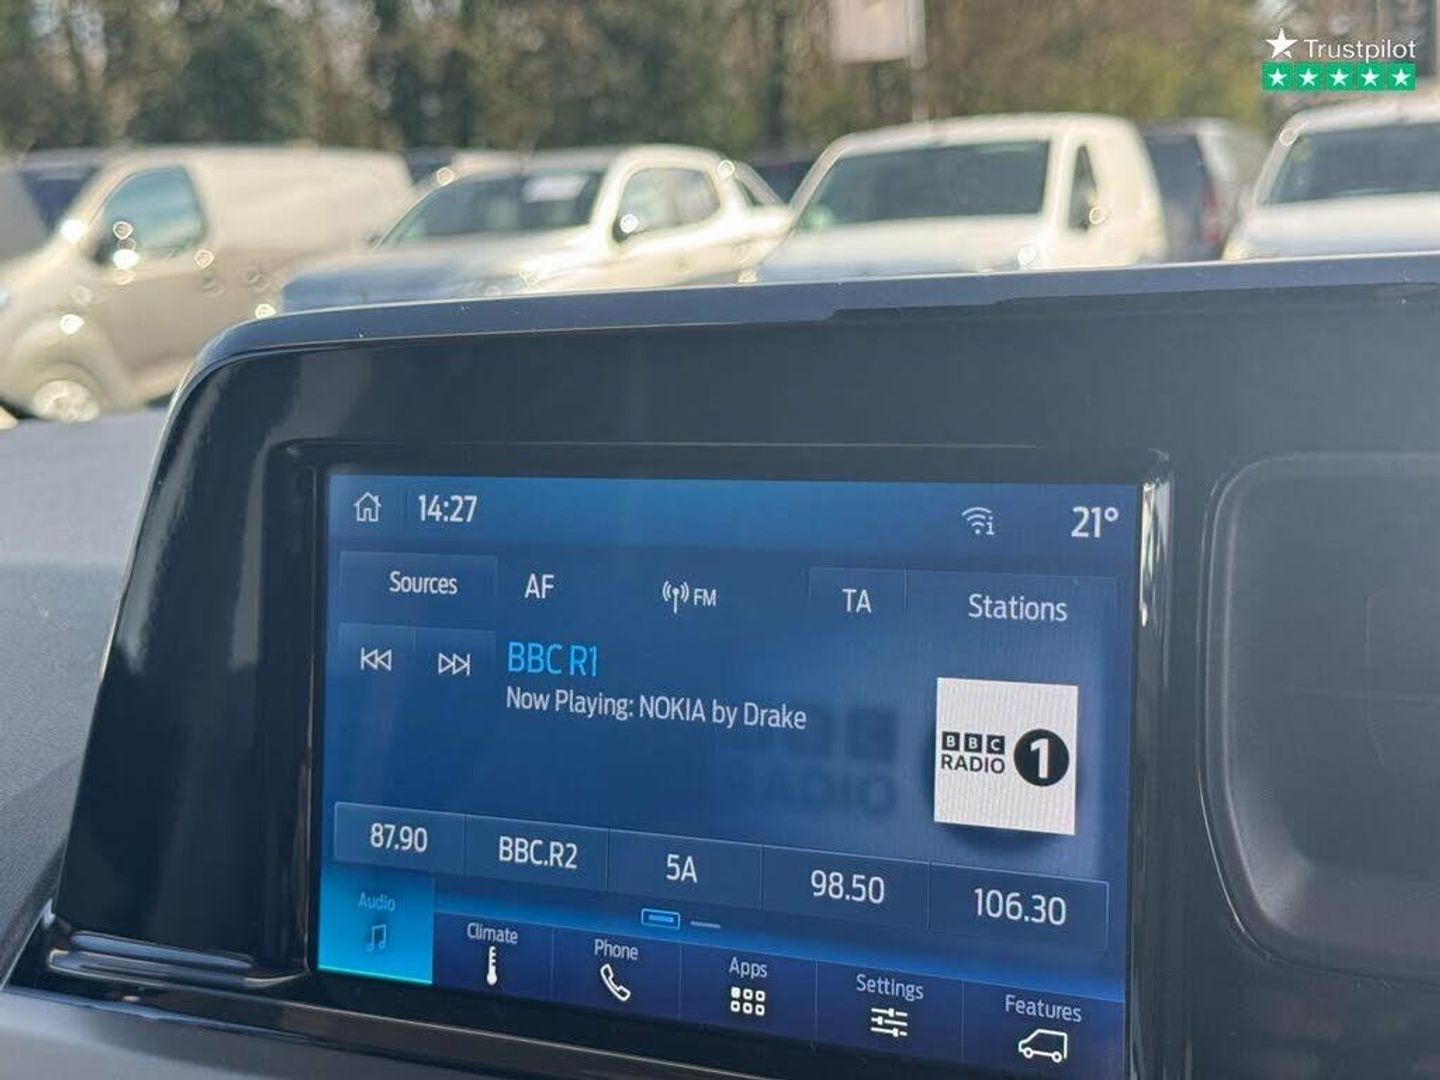 Trustpilot
14:27
21°
Sources
AF
FM
TA
Stations
BBC R1
Now Playing: NOKIA by Drake
BBC
RADIO 1
87.90
BBC.R2
5A
98.50
106.30
Audio
Climate
Phone
Apps
Settings
Features